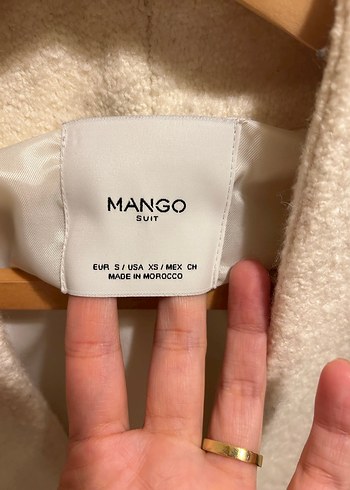 MANGO
SUIT
EUR S / USA XS / MEX CH
MADE IN MOROCCO